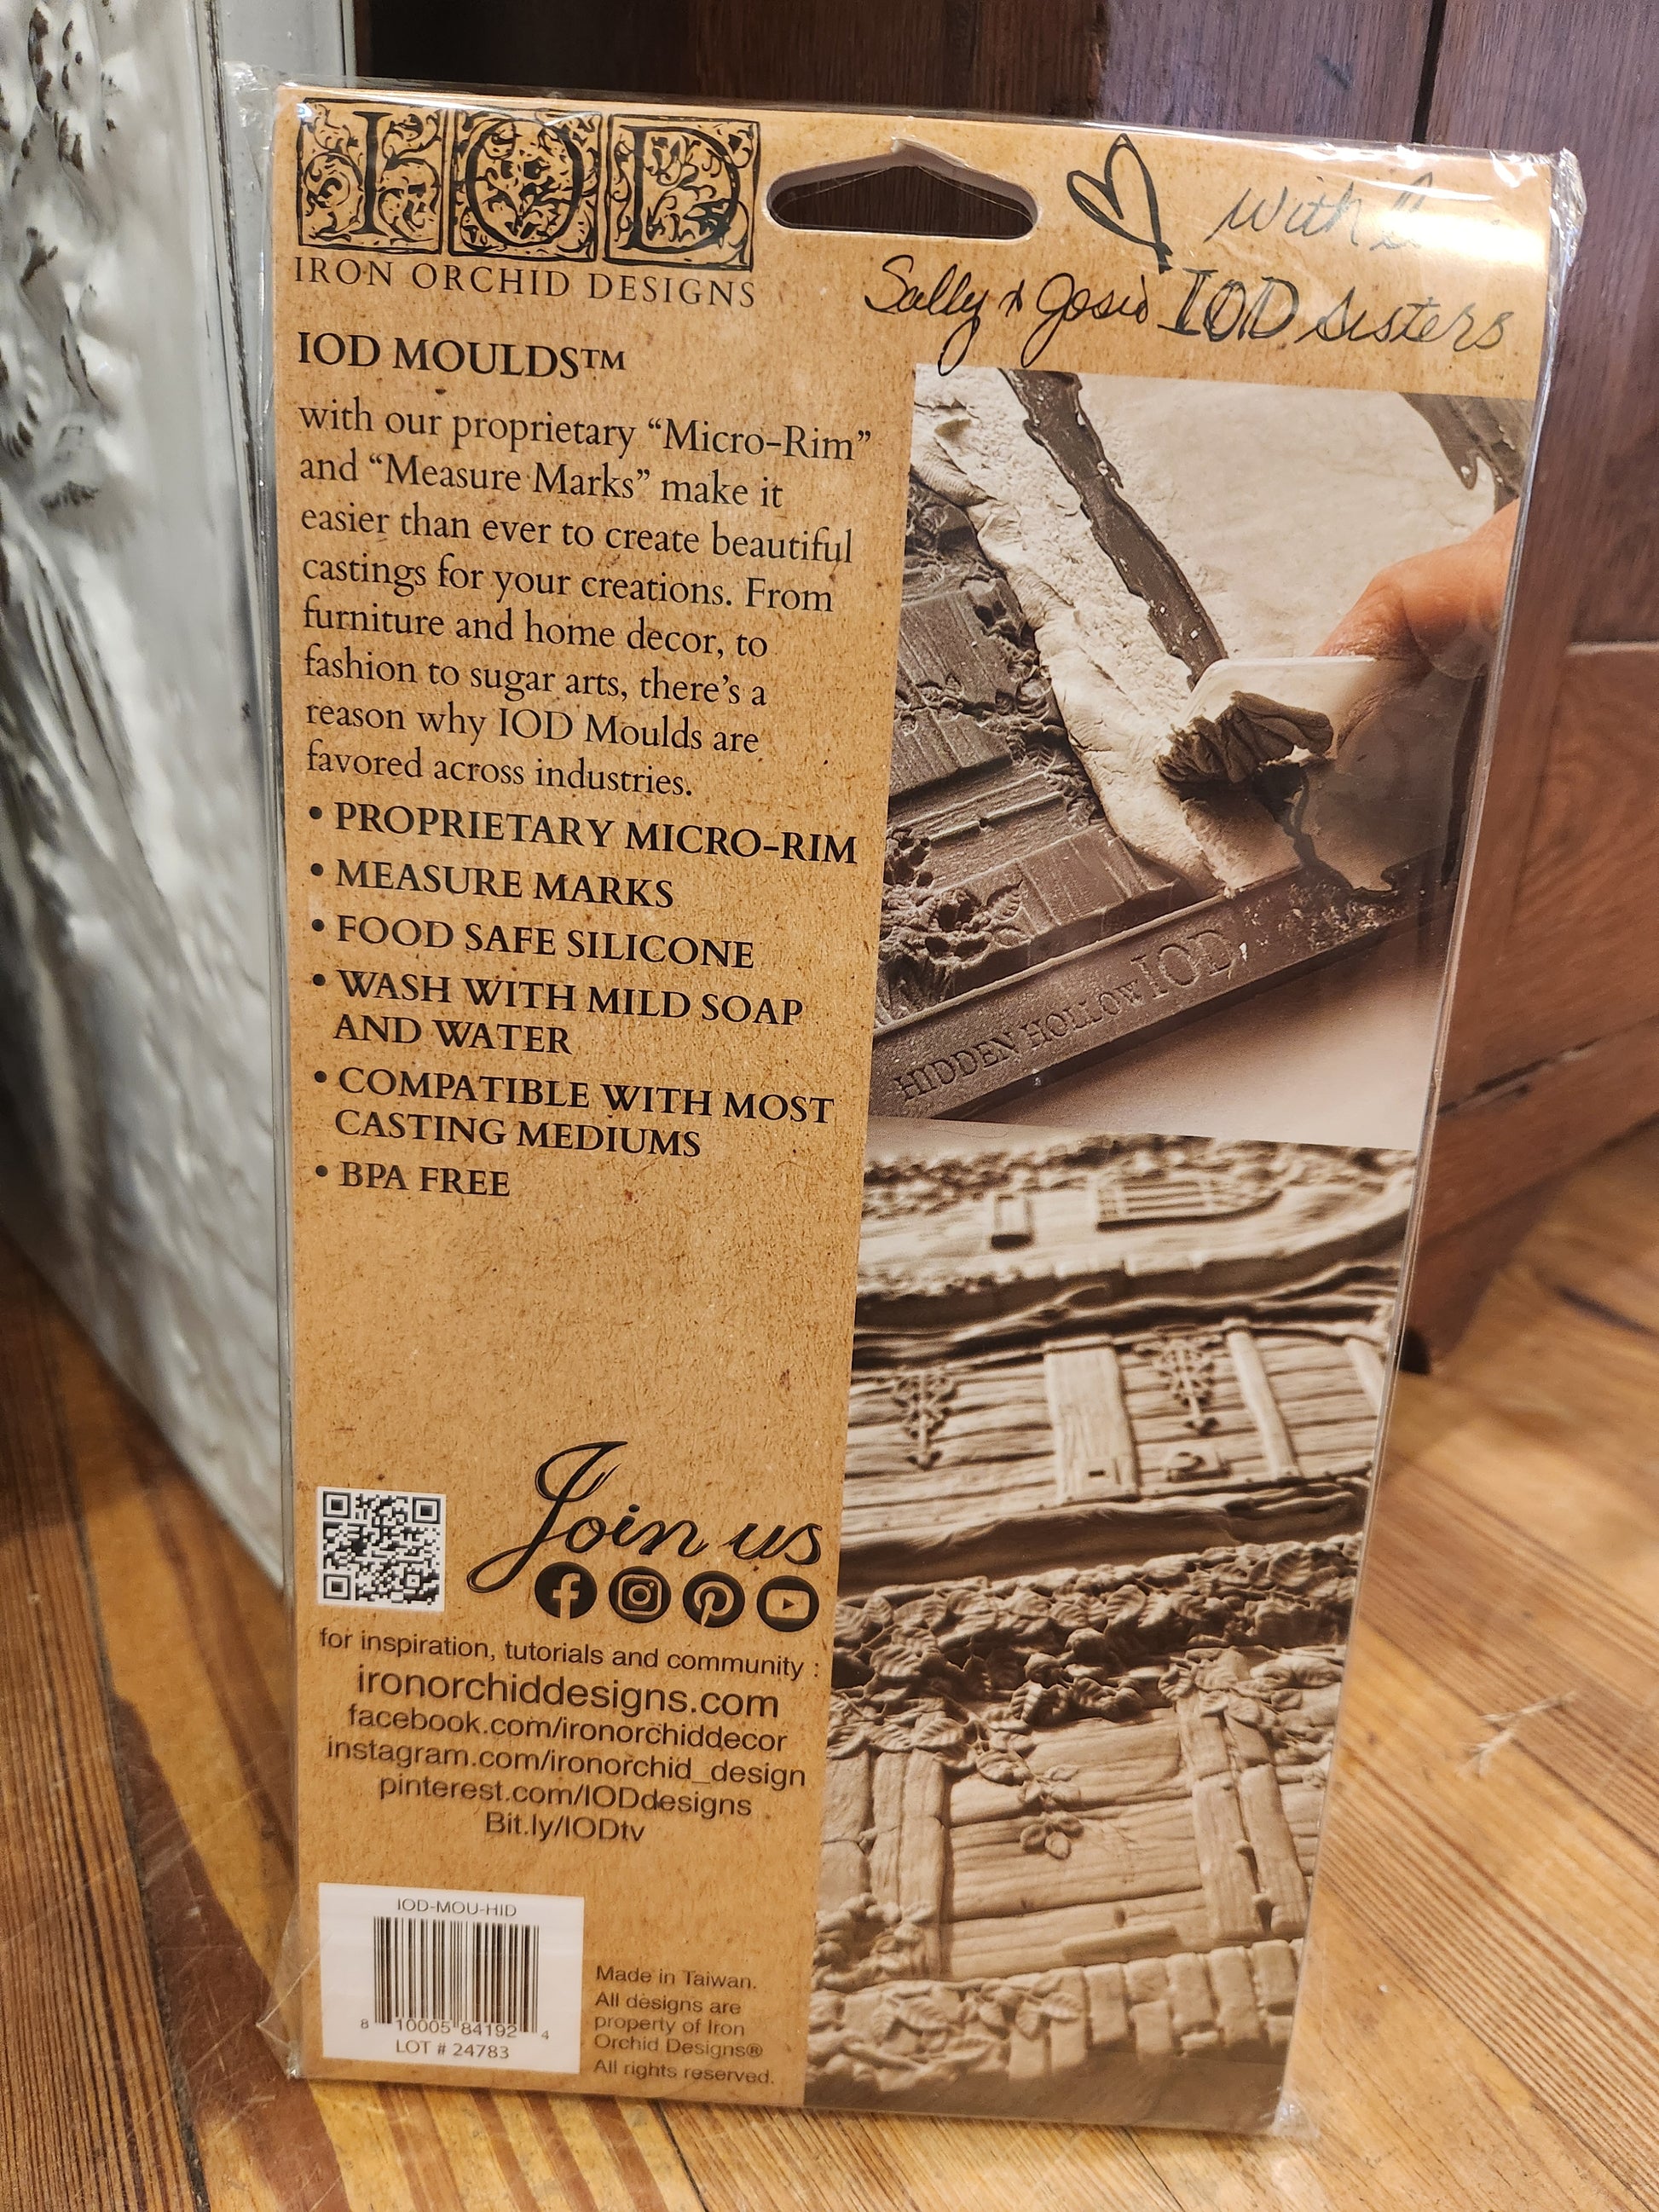 IOD
IRON ORCHID DESIGNS
with
Sally & Josie IOD Sisters
IOD MOULDS™
with our proprietary “Micro-Rim”
and “Measure Marks” make it
easier than ever to create beautiful
castings for your creations. From
furniture and home decor, to
fashion to sugar arts, there’s a
reason why IOD Moulds are
favored across industries.
• PROPRIETARY MICRO-RIM
• MEASURE MARKS
• FOOD SAFE SILICONE
• WASH WITH MILD SOAP
AND WATER
• COMPATIBLE WITH MOST
CASTING MEDIUMS
• BPA FREE
HIDDEN HOLLOW IOD
Join us
for inspiration, tutorials and community :
ironorchiddesigns.com
facebook.com/ironorchiddecor
instagram.com/ironorchid_design
pinterest.com/IODdesigns
Bit.ly/IODtv
IOD-MOU-HID
8 10005 84192 4
LOT # 24783
Made in Taiwan.
All designs are
property of Iron
Orchid Designs®
All rights reserved.